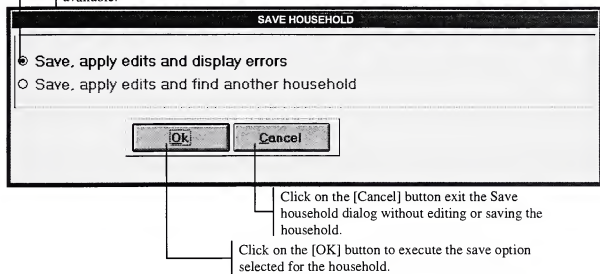 available.
SAVE HOUSEHOLD
Save, apply edits and display errors
Save, apply edits and find another household
Ok
Cancel
Click on the [Cancel] button exit the Save
household dialog without editing or saving the
household.
Click on the [OK] button to execute the save option
selected for the household.